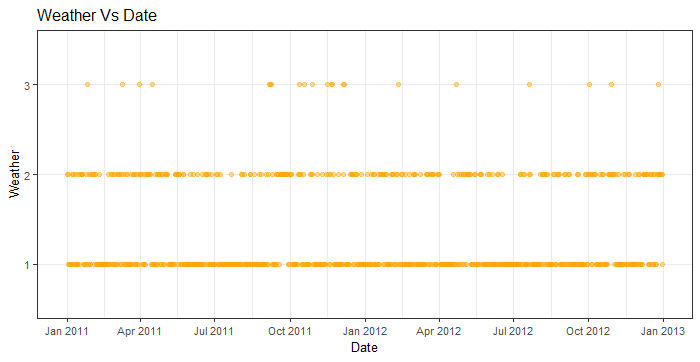 Weather Vs Date
3
2
1
Weather
Jan 2011 Apr 2011 Jul 2011 Oct 2011 Jan 2012 Apr 2012 Jul 2012 Oct 2012 Jan 2013
Date